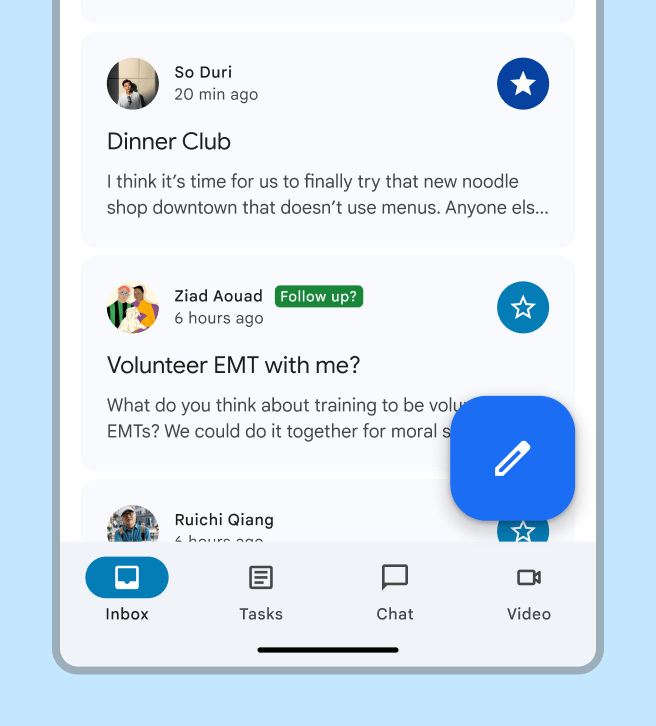 So Duri
20 min ago
Dinner Club
I think it’s time for us to finally try that new noodle
shop downtown that doesn’t use menus. Anyone els...
Ziad Aouad Follow up?
6 hours ago
Volunteer EMT with me?
What do you think about training to be
EMTs? We could do it together for moral
Ruichi Qiang
6 hours ago
Inbox Tasks Chat Video